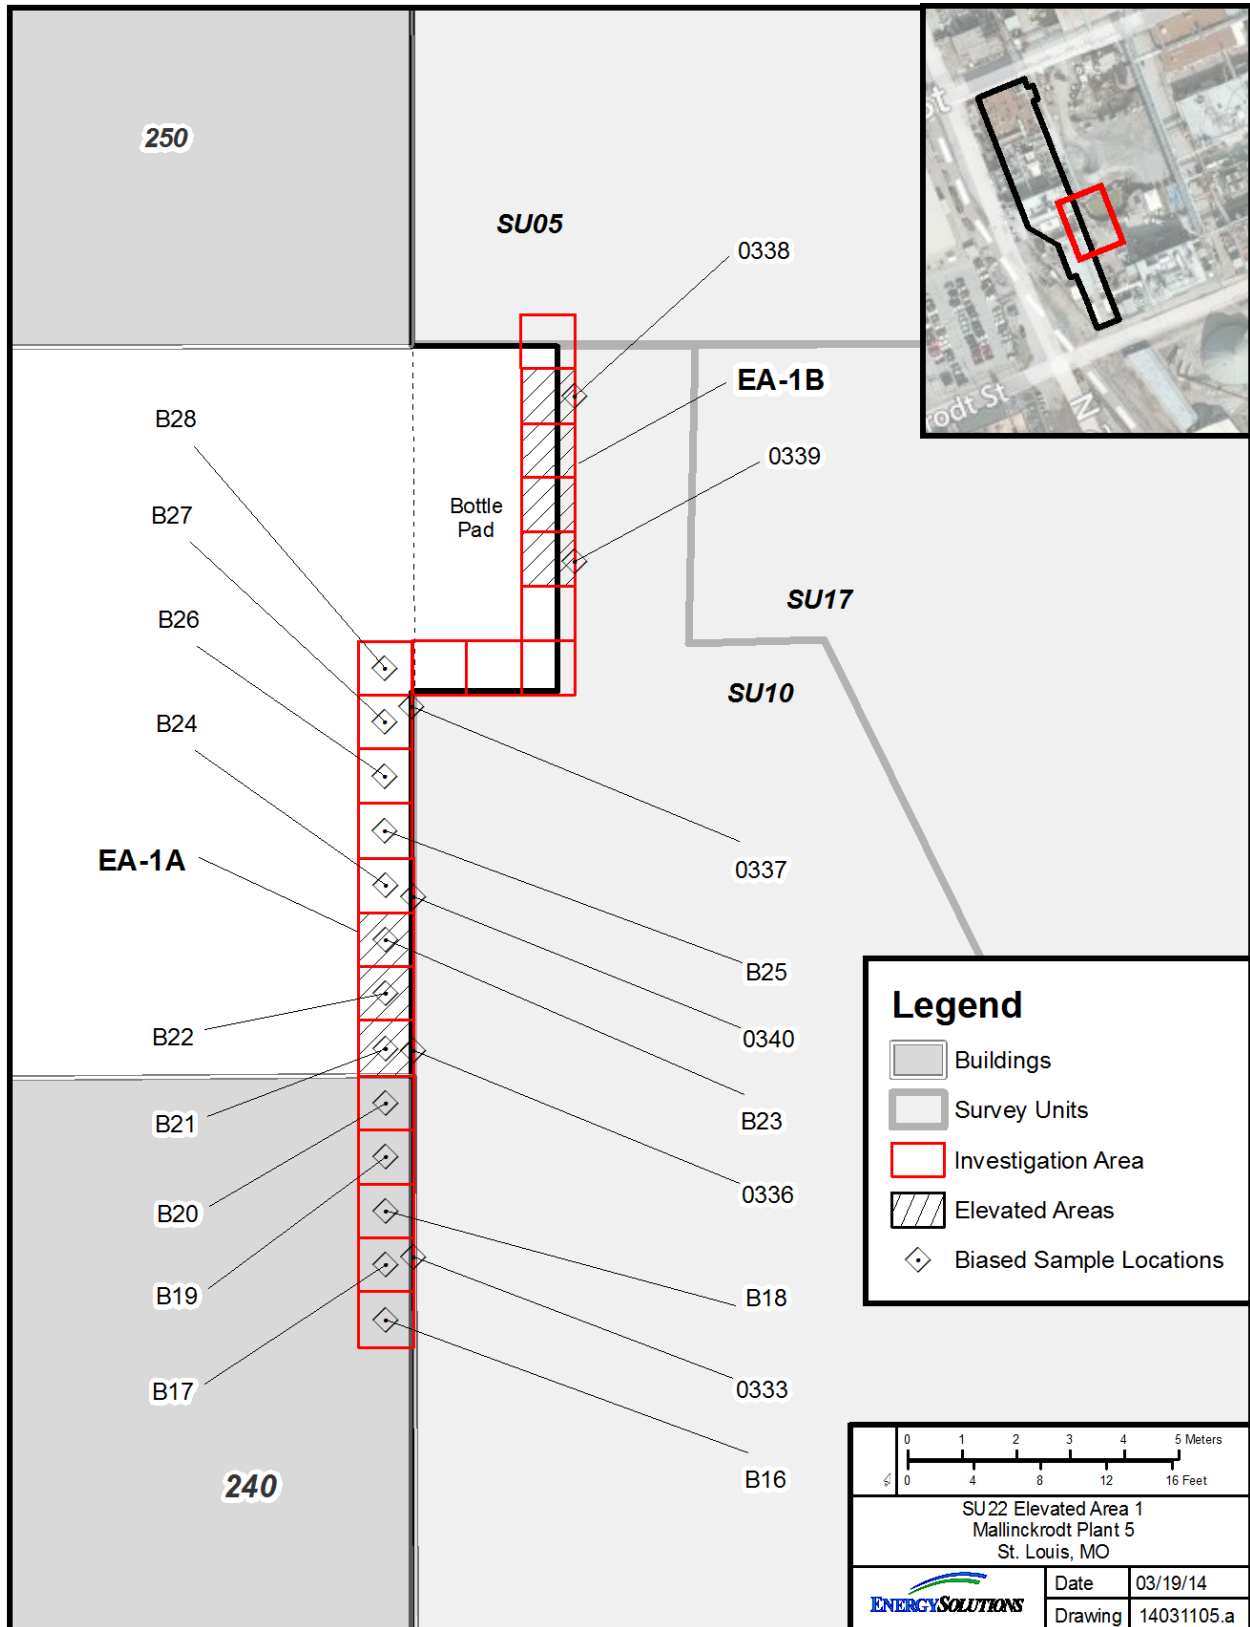 250
SU05
0338
EA-1B
0339
B28
B27
Bottle
Pad
B26
SU17
SU10
B24
EA-1A
0337
B25
B22
0340
B21
B23
B20
0336
B19
B18
B17
0333
240
B16
St
rodt St
N
Legend
Buildings
Survey Units
Investigation Area
Elevated Areas
Biased Sample Locations
0 1 2 3 4 5 Meters
0 4 8 12 16 Feet
SU22 Elevated Area 1
Mallinckrodt Plant 5
St. Louis, MO
ENERGYSOLUTIONS
Date 03/19/14
Drawing 14031105.a